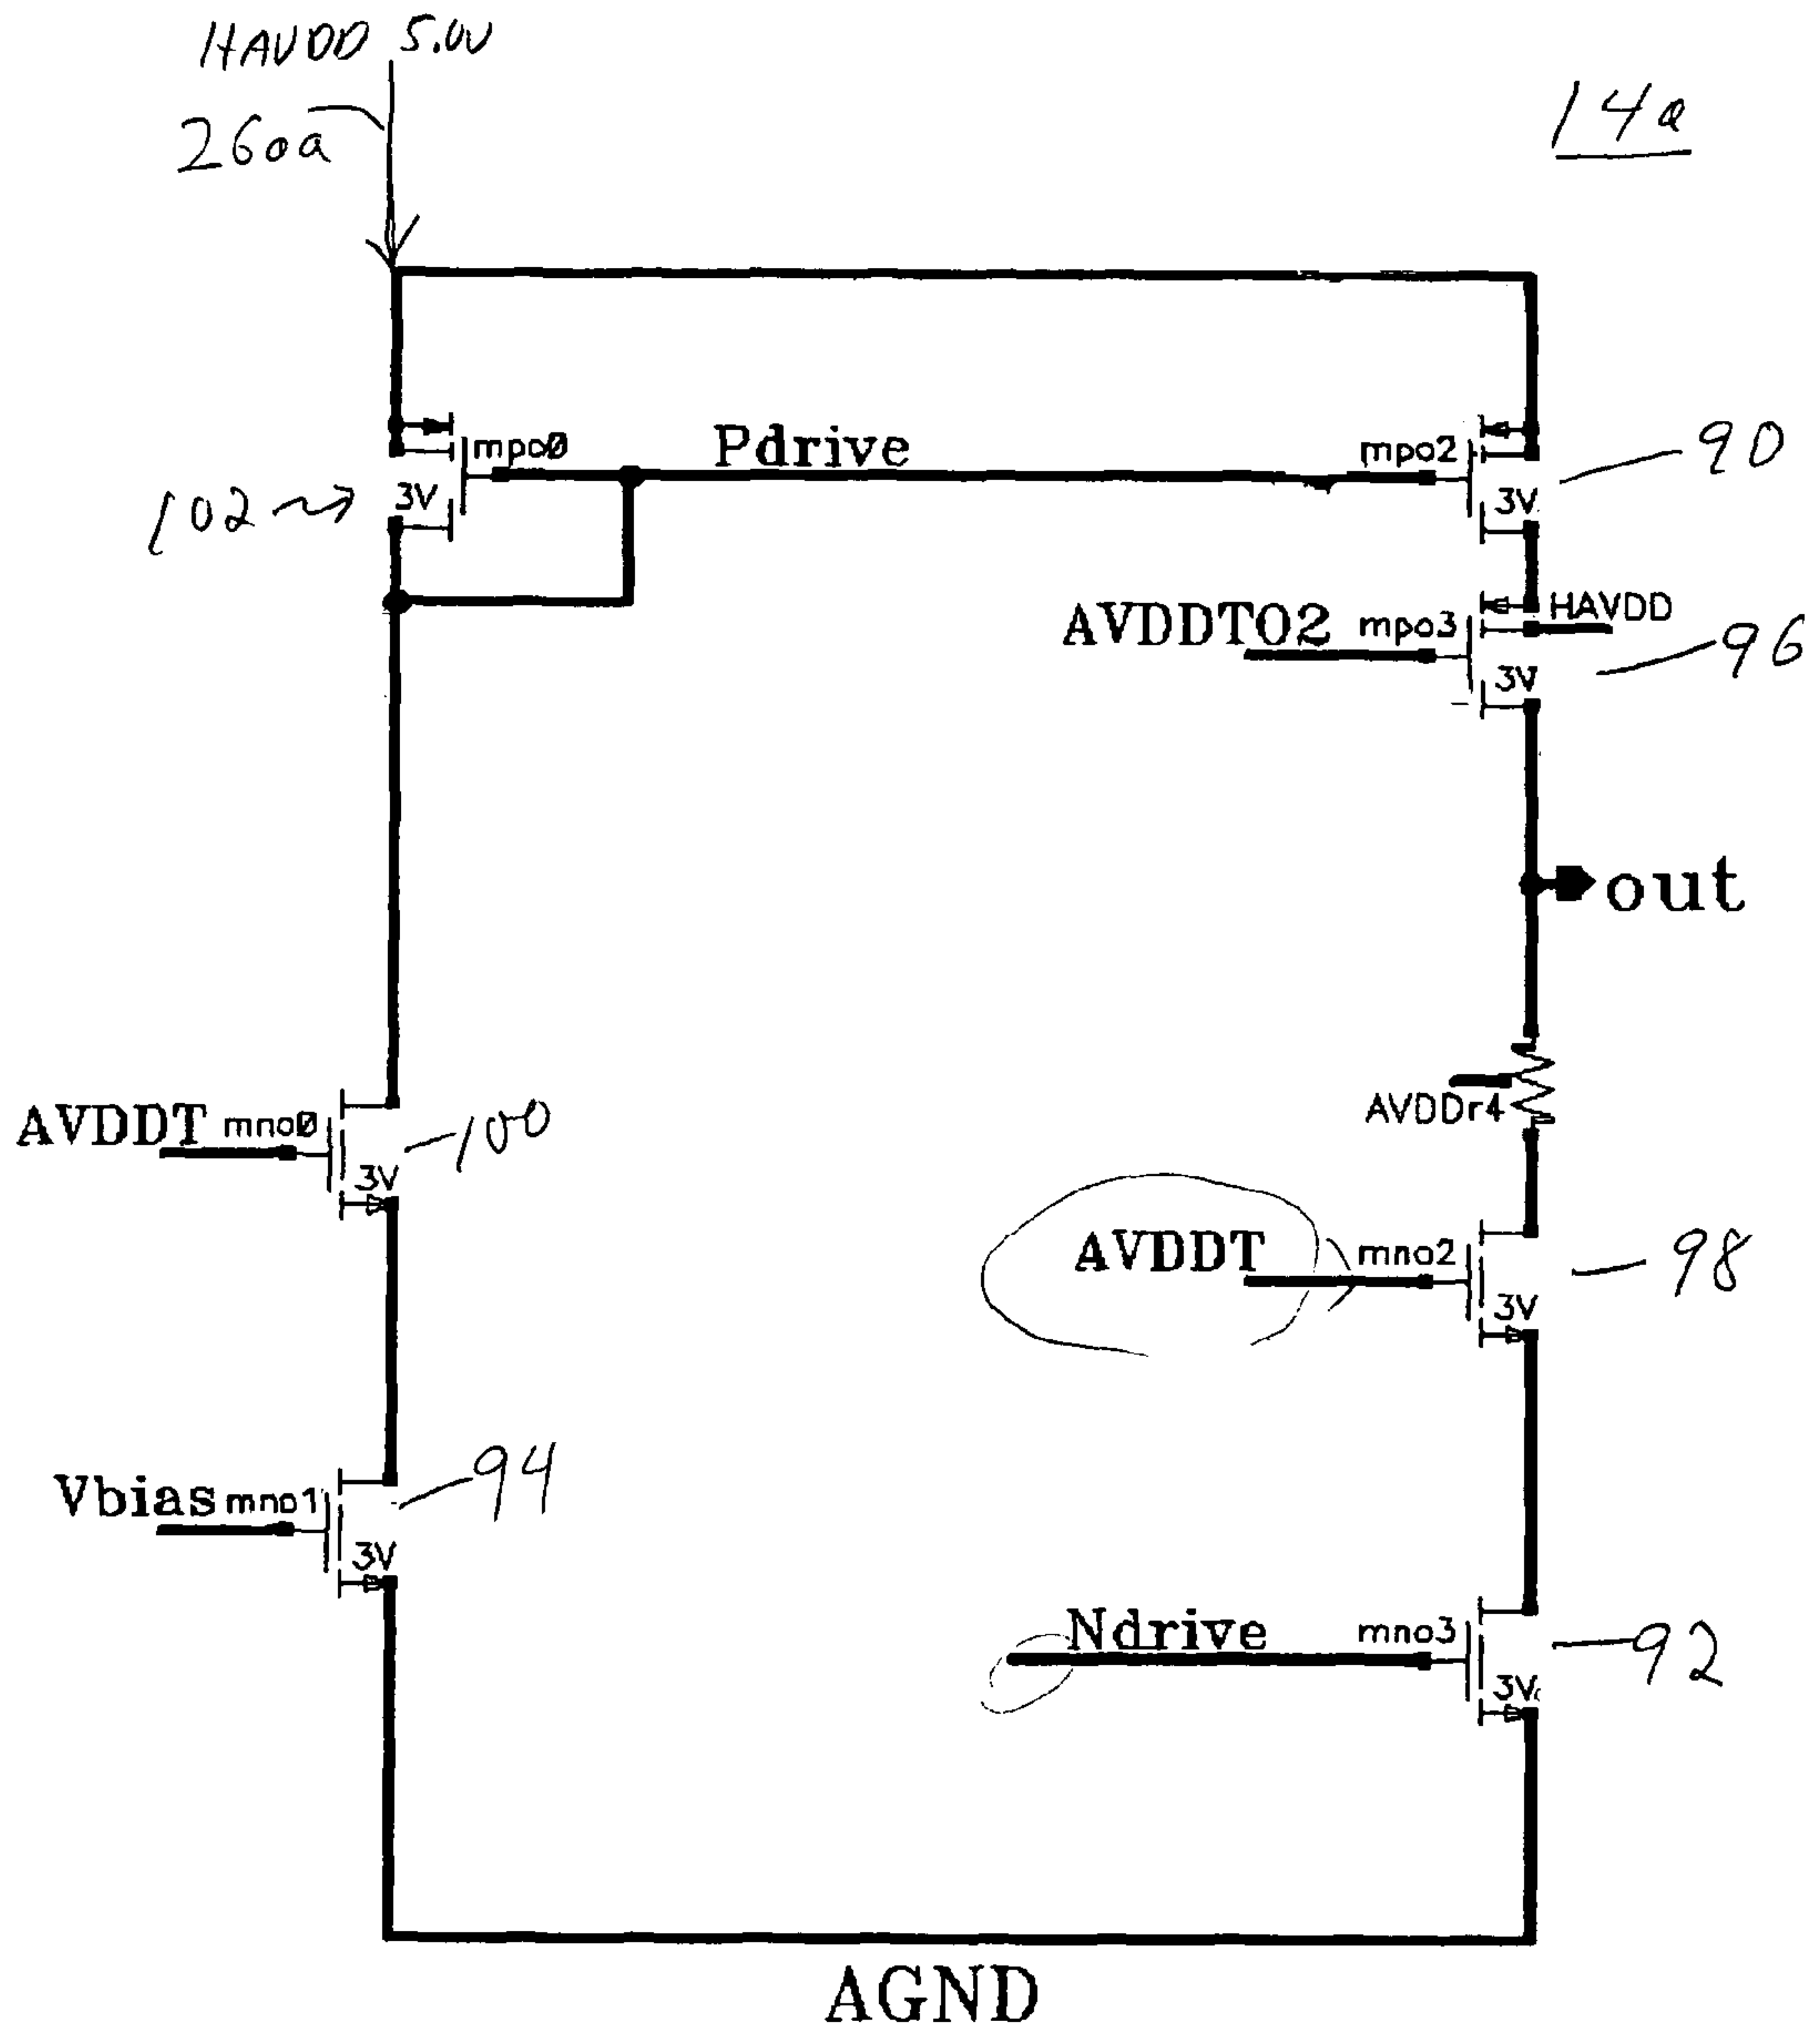 HAVDD 5.0V
260a
14a
mpo0
Pdrive
mpo2
90
3V
3V
102
AVDDTO2
mpo3
HAVDD
96
3V
out
AVDDr4
AVDDT
mno0
100
3V
AVDDT
mno2
98
3V
Vbias
mno1
94
3V
Ndrive
mno3
92
3V
AGND